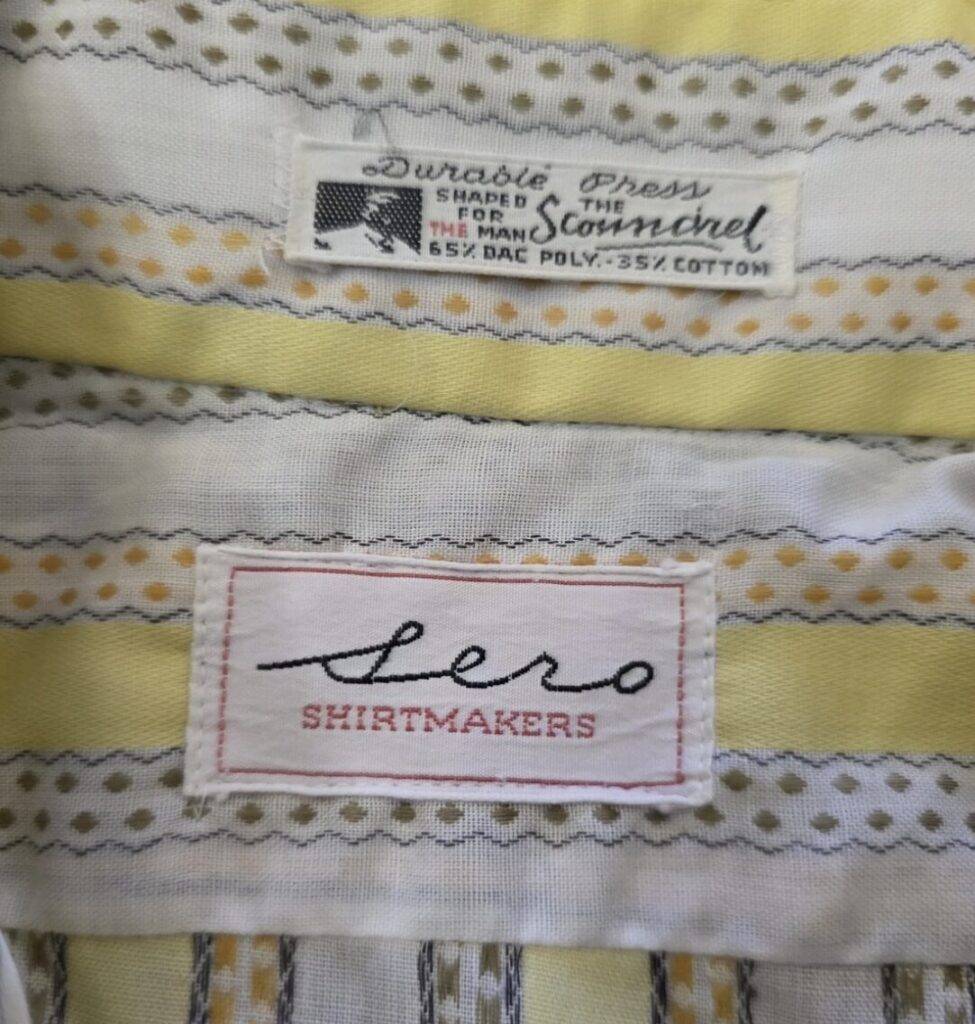 Durable Press
SHAPED FOR THE MAN
THE Scoundrel
65% DAC POLY.-35% COTTON
Sero
SHIRTMAKERS